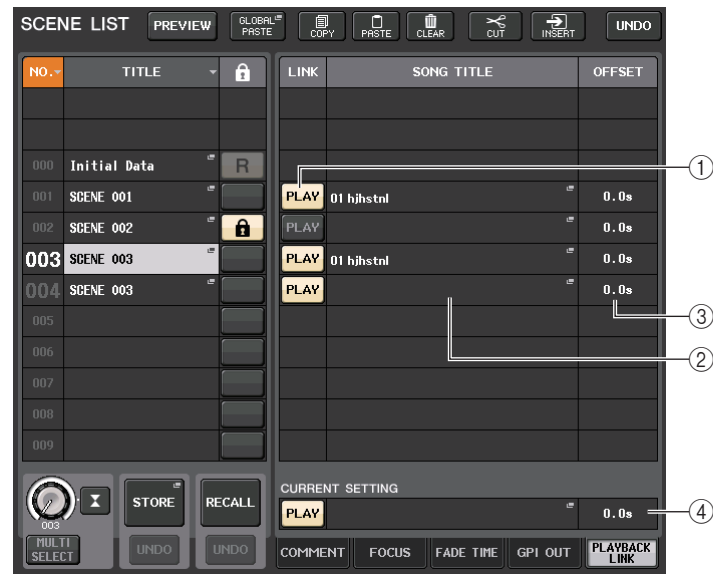 SCENE LIST PREVIEW GLOBAL PASTE COPY PASTE CLEAR CUT INSERT UNDO
NO. TITLE LINK SONG TITLE OFFSET
000 Initial Data R ①
001 SCENE 001 PLAY 01 hjhstnl 0.0s
002 SCENE 002 PLAY 0.0s
003 SCENE 003 PLAY 01 hjhstnl 0.0s
004 SCENE 003 PLAY 0.0s
005 ③
006 ②
007
008
009
CURRENT SETTING
003 STORE RECALL PLAY 0.0s ④
MULTI SELECT UNDO UNDO COMMENT FOCUS FADE TIME GPI OUT PLAYBACK LINK